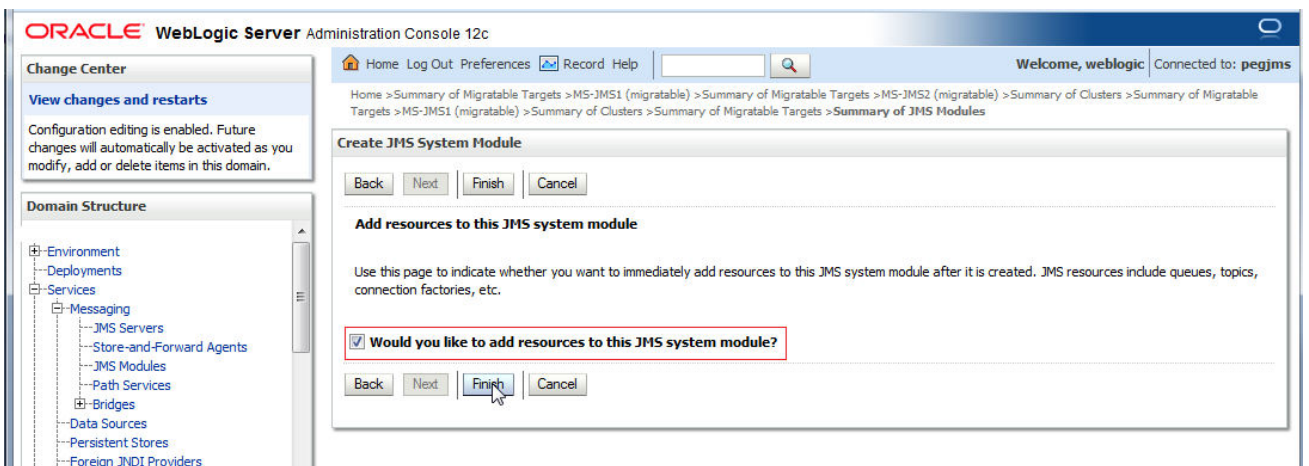 ORACLE WebLogic Server Administration Console 12c
Change Center
View changes and restarts
Configuration editing is enabled. Future
changes will automatically be activated as you
modify, add or delete items in this domain.
Domain Structure
Environment
Deployments
Services
Messaging
JMS Servers
Store-and-Forward Agents
JMS Modules
Path Services
Bridges
Data Sources
Persistent Stores
Foreign JNDI Providers
Home Log Out Preferences Record Help
Welcome, weblogic Connected to: pegjms
Home >Summary of Migratable Targets >MS-JMS1 (migratable) >Summary of Migratable Targets >MS-JMS2 (migratable) >Summary of Clusters >Summary of Migratable
Targets >MS-JMS1 (migratable) >Summary of Clusters >Summary of Migratable Targets >Summary of JMS Modules
Create JMS System Module
Back Next Finish Cancel
Add resources to this JMS system module
Use this page to indicate whether you want to immediately add resources to this JMS system module after it is created. JMS resources include queues, topics,
connection factories, etc.
Would you like to add resources to this JMS system module?
Back Next Finish Cancel